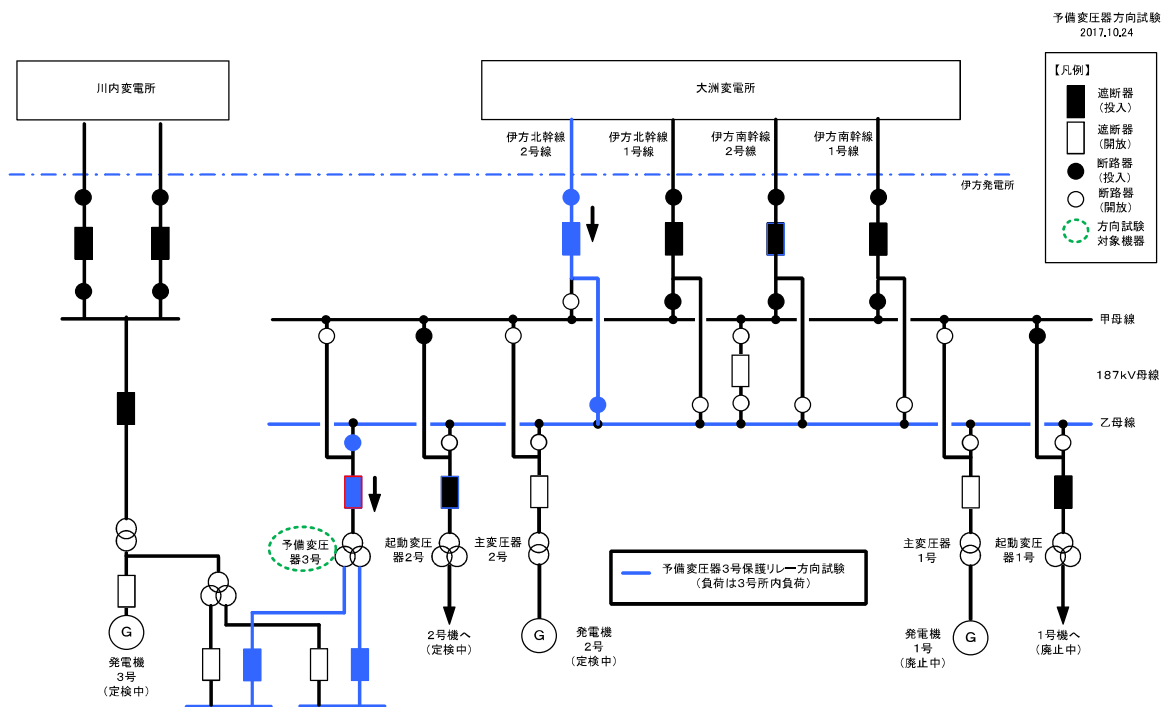 予備変圧器方向試験
2017.10.24
【凡例】
遮断器
(投入)
遮断器
(開放)
断路器
(投入)
断路器
(開放)
方向試験
対象機器
川内変電所
大洲変電所
伊方北幹線
2号線
伊方北幹線
1号線
伊方南幹線
2号線
伊方南幹線
1号線
伊方発電所
甲母線
187kV母線
乙母線
予備変圧
器3号
起動変圧
器2号
主変圧器
2号
主変圧器
1号
起動変圧
器1号
予備変圧器3号保護リレー方向試験
(負荷は3号所内負荷)
G
発電機
3号
(定検中)
2号機へ
(定検中)
G
発電機
2号
(定検中)
発電機
1号
(廃止中)
G
1号機へ
(廃止中)